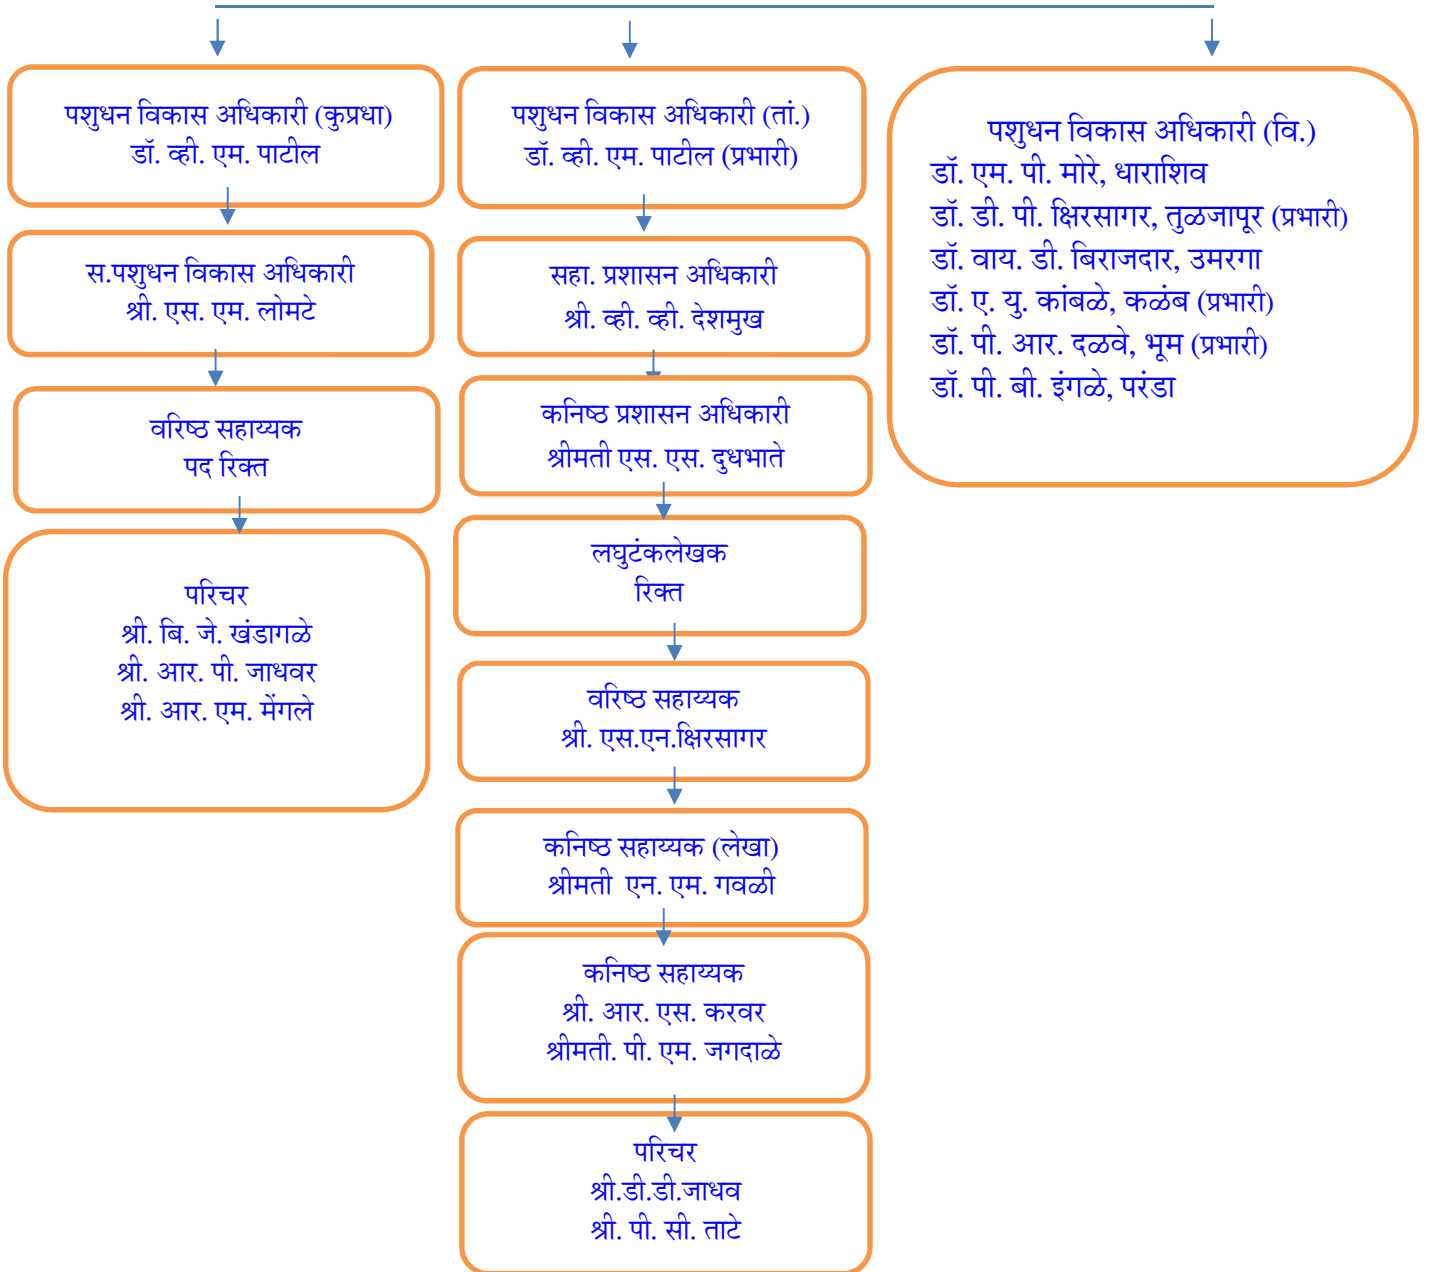 पशुधन विकास अधिकारी (कुप्रधा)
डॉ. व्ही. एम. पाटील
स.पशुधन विकास अधिकारी
श्री. एस. एम. लोमटे
वरिष्ठ सहाय्यक
पद रिक्त
परिचर
श्री. बि. जे. खंडागळे
श्री. आर. पी. जाधवर
श्री. आर. एम. मेंगले
पशुधन विकास अधिकारी (तां.)
डॉ. व्ही. एम. पाटील (प्रभारी)
सहा. प्रशासन अधिकारी
श्री. व्ही. व्ही. देशमुख
कनिष्ठ प्रशासन अधिकारी
श्रीमती एस. एस. दुधभाते
लघुटंकलेखक
रिक्त
वरिष्ठ सहाय्यक
श्री. एस.एन.क्षिरसागर
कनिष्ठ सहाय्यक (लेखा)
श्रीमती एन. एम. गवळी
कनिष्ठ सहाय्यक
श्री. आर. एस. करवर
श्रीमती. पी. एम. जगदाळे
परिचर
श्री.डी.डी.जाधव
श्री. पी. सी. ताटे
पशुधन विकास अधिकारी (वि.)
डॉ. एम. पी. मोरे, धाराशिव
डॉ. डी. पी. क्षिरसागर, तुळजापूर (प्रभारी)
डॉ. वाय. डी. बिराजदार, उमरगा
डॉ. ए. यु. कांबळे, कळंब (प्रभारी)
डॉ. पी. आर. दळवे, भूम (प्रभारी)
डॉ. पी. बी. इंगळे, परंडा